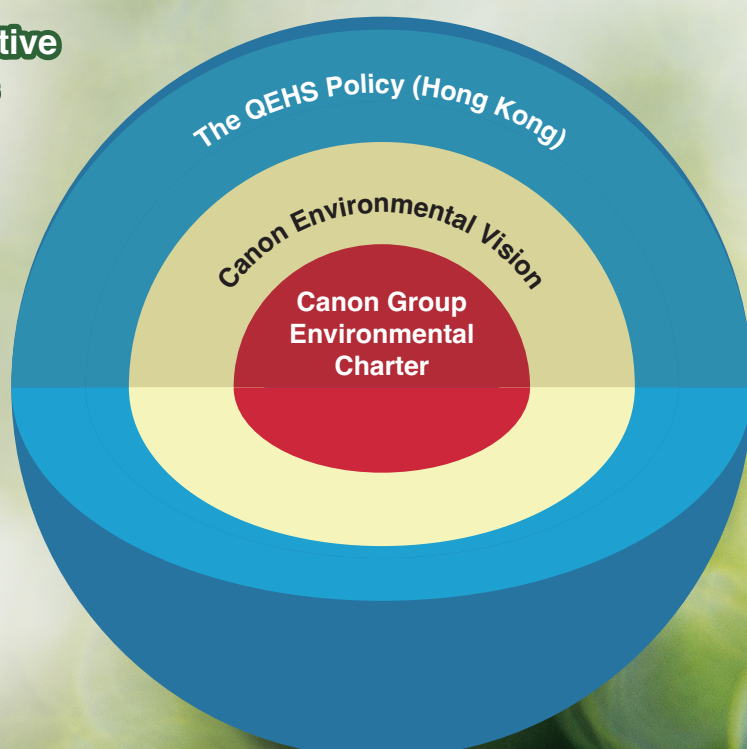 The QEHS Policy (Hong Kong)
Canon Environmental Vision
Canon Group
Environmental
Charter